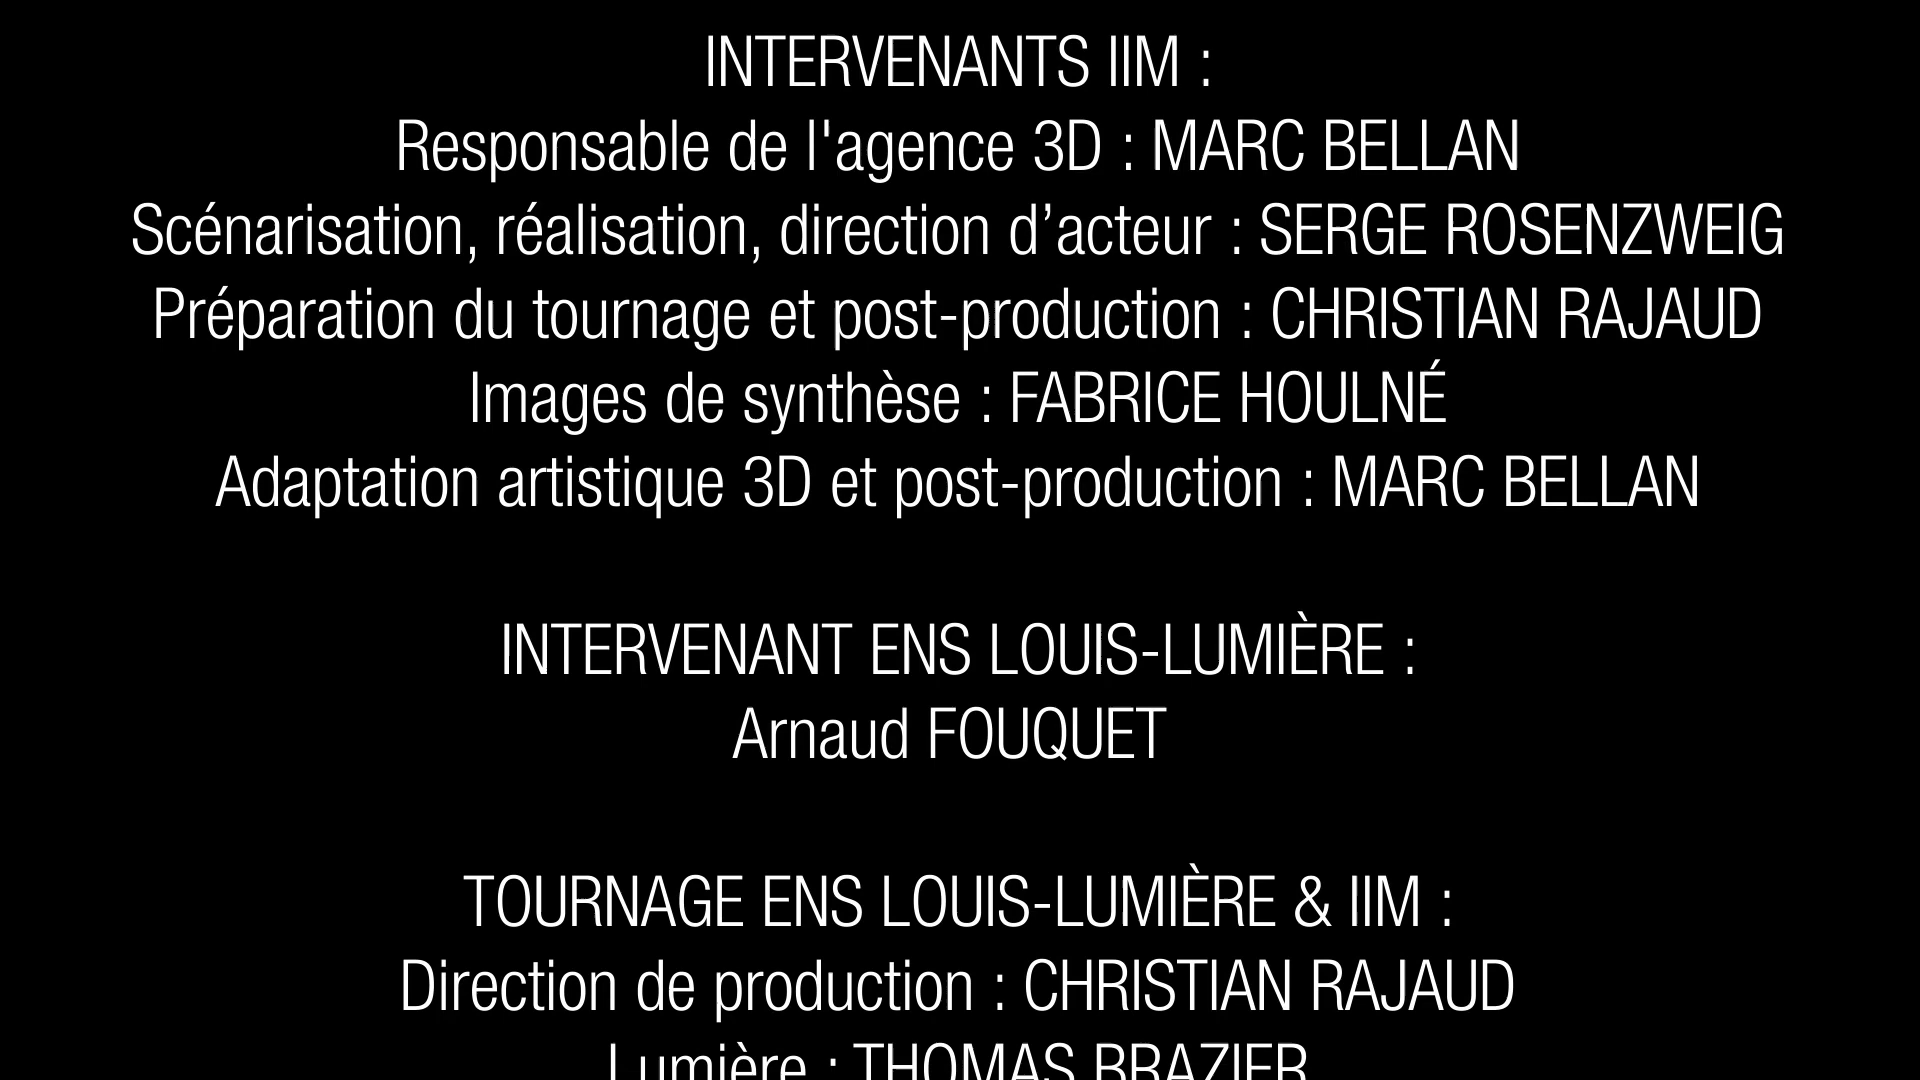 INTERVENANTS IIM :
Responsable de l'agence 3D : MARC BELLAN
Scénarisation, réalisation, direction d’acteur : SERGE ROSENZWEIG
Préparation du tournage et post-production : CHRISTIAN RAJAUD
Images de synthèse : FABRICE HOULNÉ
Adaptation artistique 3D et post-production : MARC BELLAN
INTERVENANT ENS LOUIS-LUMIÈRE :
Arnaud FOUQUET
TOURNAGE ENS LOUIS-LUMIÈRE & IIM :
Direction de production : CHRISTIAN RAJAUD
Lumière : THOMAS BRAZIER